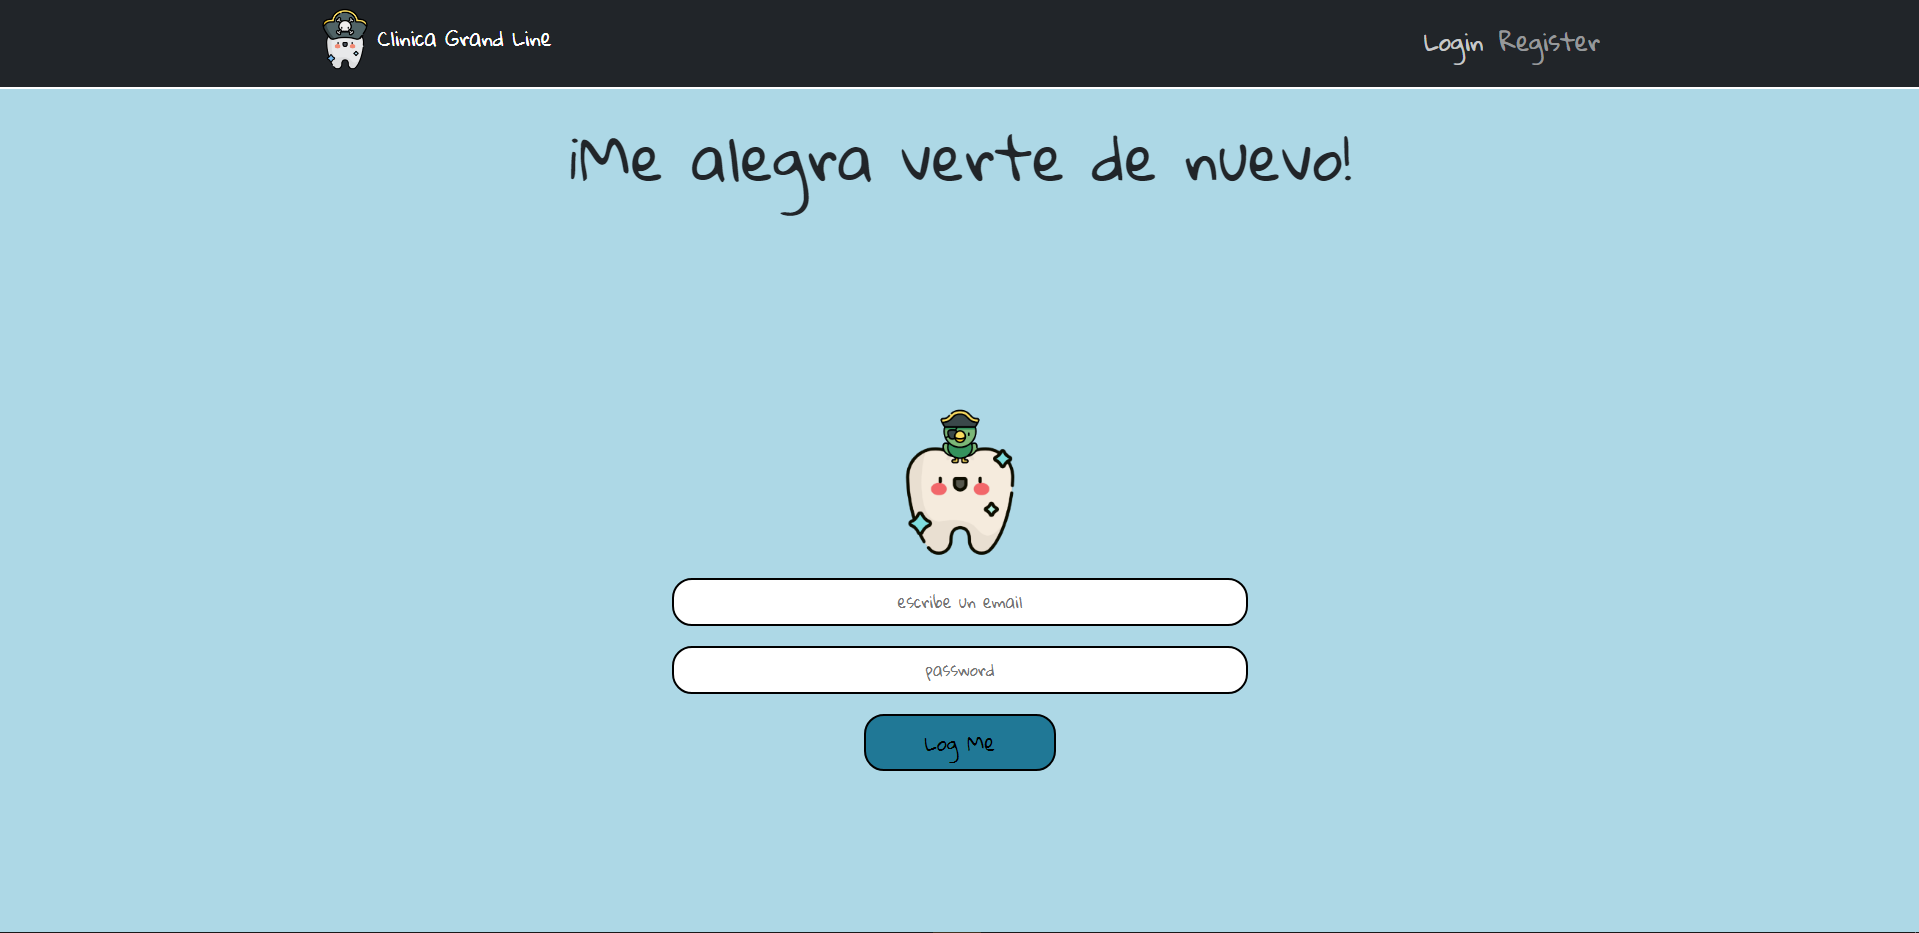 Clinica Grand Line
Login Register
¡Me alegra verte de nuevo!
escribe un email
password
Log Me